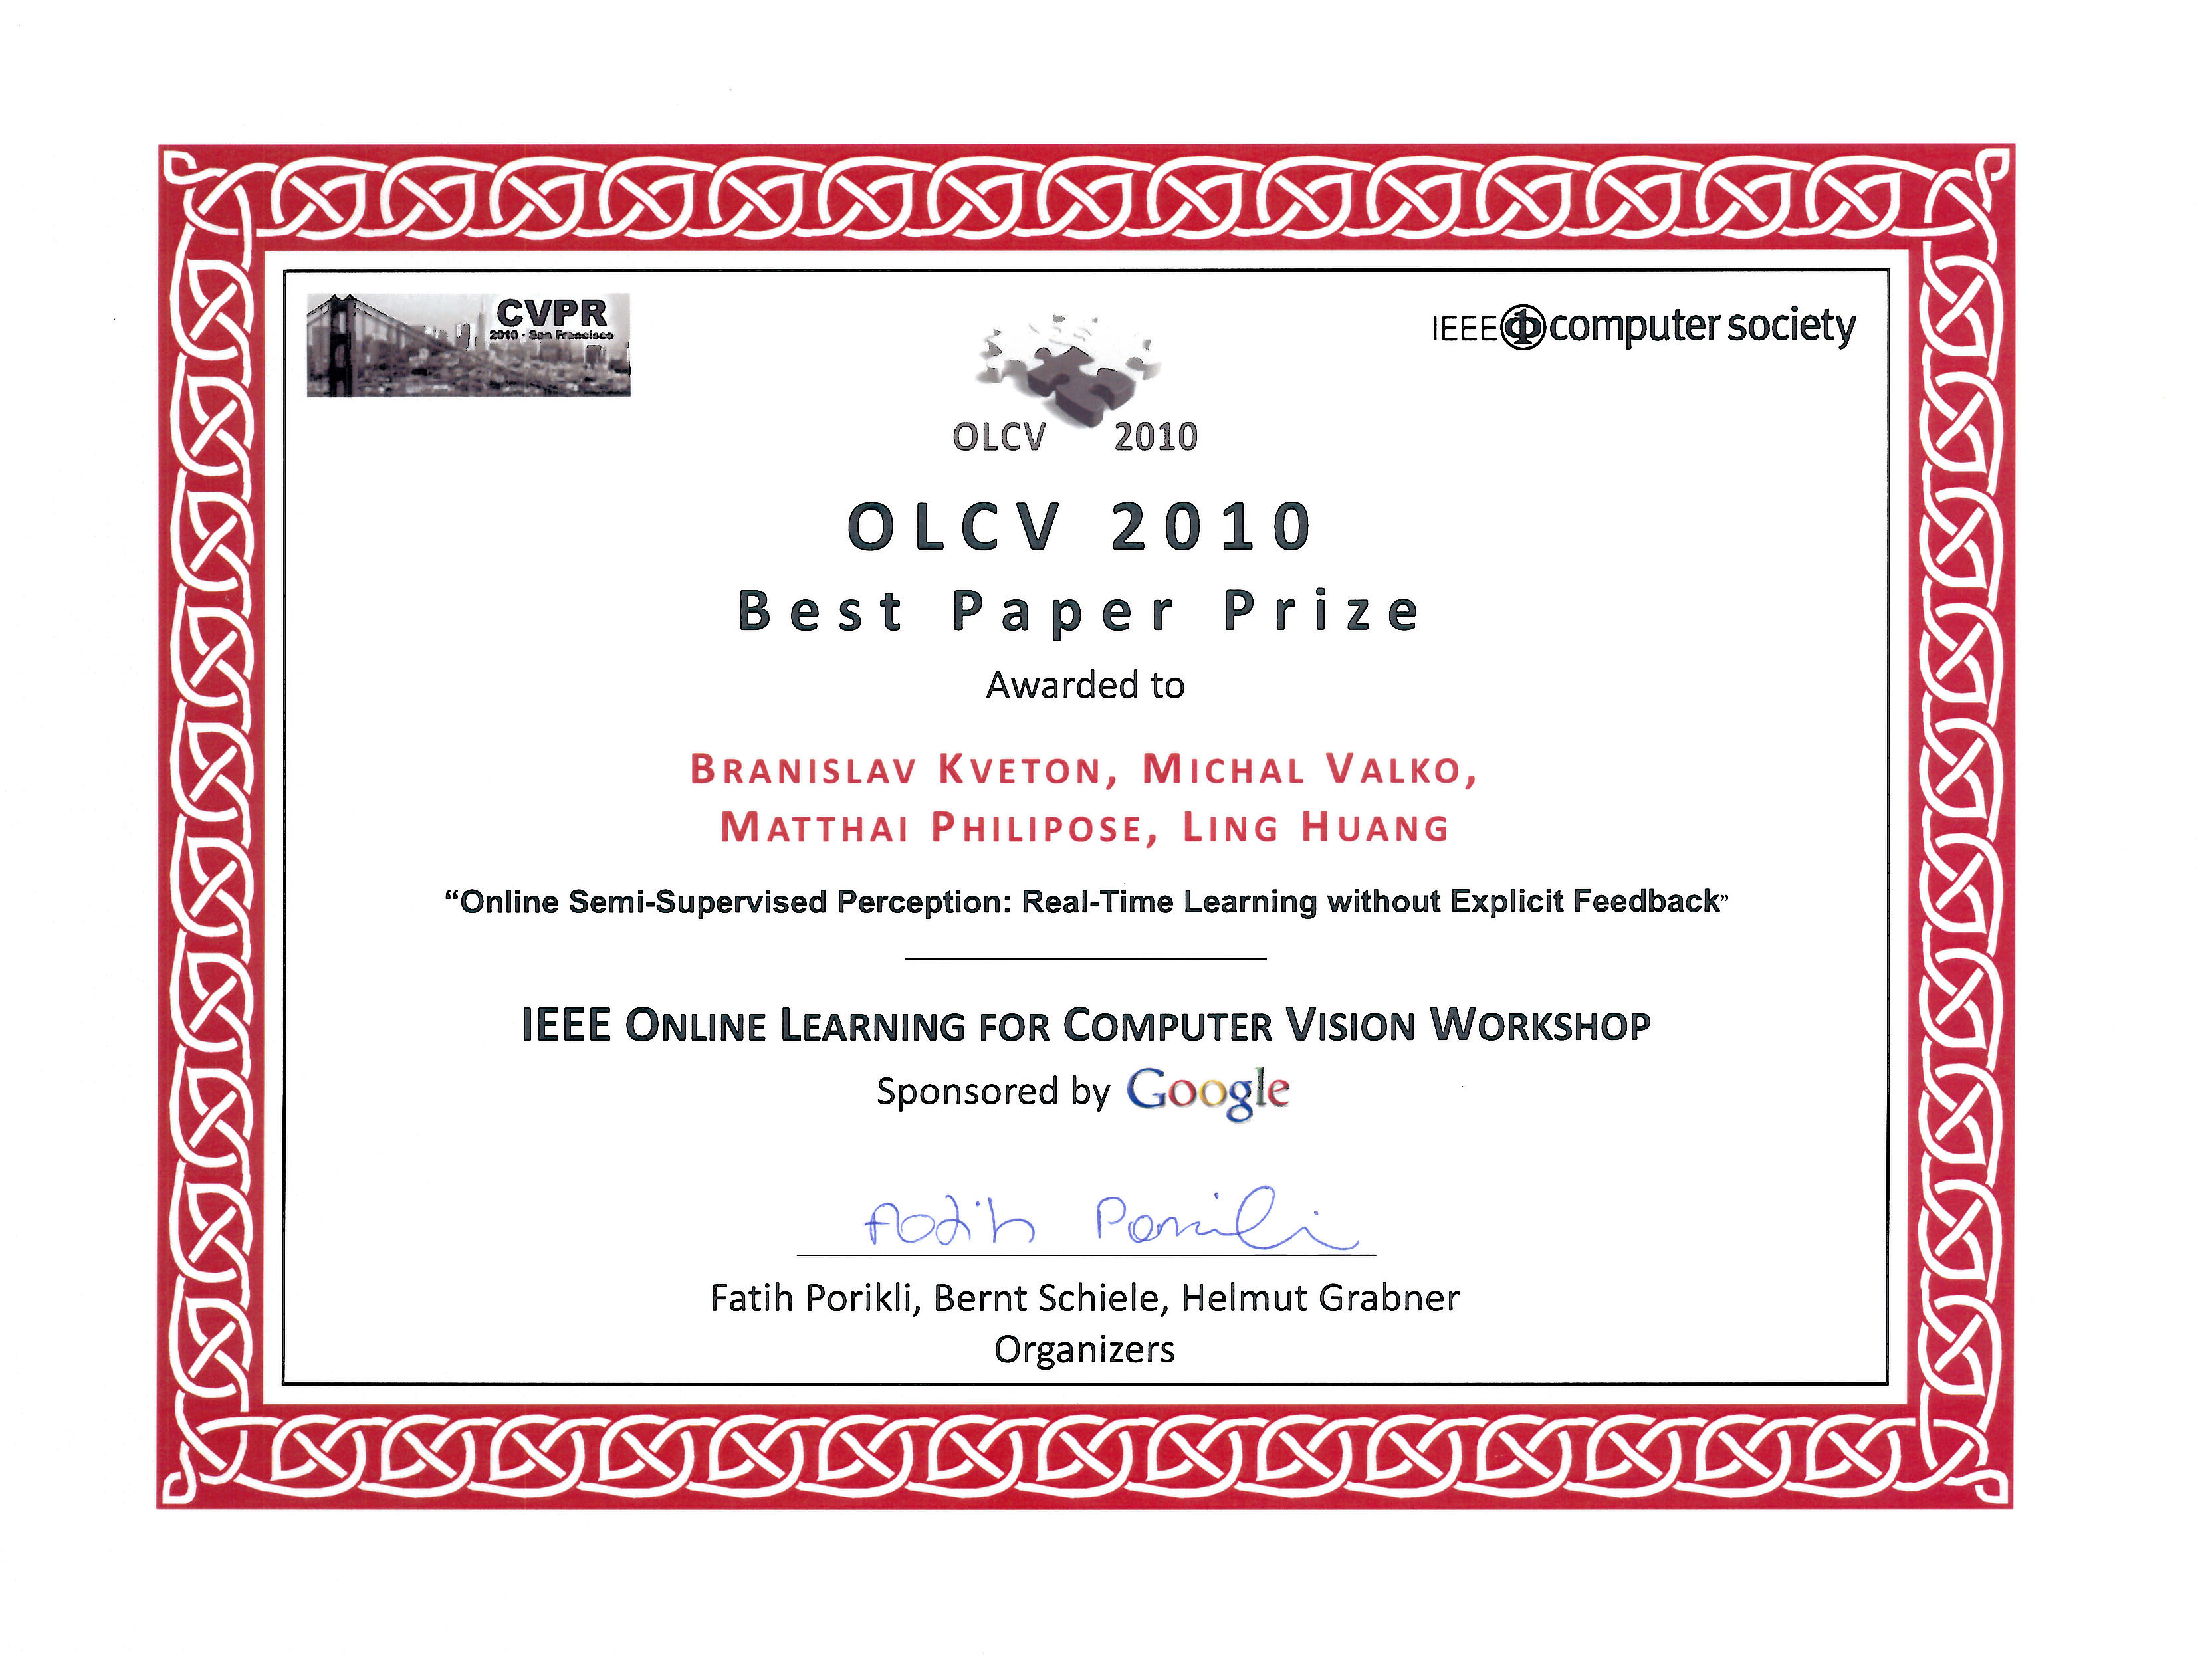 CVPR
2010 - San Francisco
IEEE computer society
OLCV 2010
OLCV 2010
Best Paper Prize
Awarded to
BRANISLAV KVETON, MICHAL VALKO,
MATTHAI PHILIPOSE, LING HUANG
“Online Semi-Supervised Perception: Real-Time Learning without Explicit Feedback”
IEEE ONLINE LEARNING FOR COMPUTER VISION WORKSHOP
Sponsored by Google
Fatih Porikli
Fatih Porikli, Bernt Schiele, Helmut Grabner
Organizers